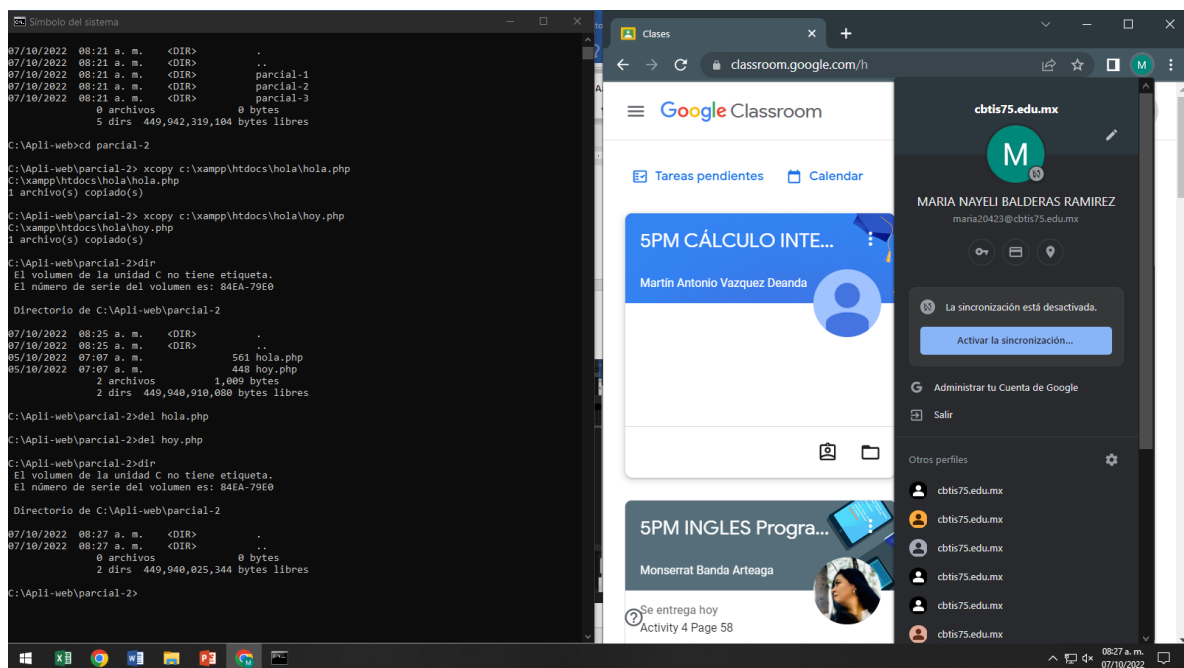 Símbolo del sistema
07/10/2022  08:21 a. m.    <DIR>          .
07/10/2022  08:21 a. m.    <DIR>          ..
07/10/2022  08:21 a. m.    <DIR>          parcial-1
07/10/2022  08:21 a. m.    <DIR>          parcial-2
07/10/2022  08:21 a. m.    <DIR>          parcial-3
0 archivos              0 bytes
5 dirs  449,942,319,104 bytes libres
C:\Apli-web>cd parcial-2
C:\Apli-web\parcial-2> xcopy c:\xampp\htdocs\hola\hola.php
C:\xampp\htdocs\hola\hola.php
1 archivo(s) copiado(s)
C:\Apli-web\parcial-2> xcopy c:\xampp\htdocs\hola\hoy.php
C:\xampp\htdocs\hola\hoy.php
1 archivo(s) copiado(s)
C:\Apli-web\parcial-2>dir
El volumen de la unidad C no tiene etiqueta.
El número de serie del volumen es: 84EA-79E0
Directorio de C:\Apli-web\parcial-2
07/10/2022  08:25 a. m.    <DIR>          .
07/10/2022  08:25 a. m.    <DIR>          ..
05/10/2022  07:07 a. m.               561 hola.php
05/10/2022  07:07 a. m.               448 hoy.php
2 archivos          1,009 bytes
2 dirs  449,940,910,080 bytes libres
C:\Apli-web\parcial-2>del hola.php
C:\Apli-web\parcial-2>del hoy.php
C:\Apli-web\parcial-2>dir
El volumen de la unidad C no tiene etiqueta.
El número de serie del volumen es: 84EA-79E0
Directorio de C:\Apli-web\parcial-2
07/10/2022  08:27 a. m.    <DIR>          .
07/10/2022  08:27 a. m.    <DIR>          ..
0 archivos              0 bytes
2 dirs  449,940,025,344 bytes libres
C:\Apli-web\parcial-2>
Clases
classroom.google.com/h
M
Google Classroom
Tareas pendientes
Calendar
5PM CÁLCULO INTE...
Martín Antonio Vazquez Deanda
5PM INGLES Progra...
Monserrat Banda Arteaga
Se entrega hoy
Activity 4 Page 58
cbtis75.edu.mx
M
MARIA NAYELI BALDERAS RAMIREZ
maria20423@cbtis75.edu.mx
La sincronización está desactivada.
Activar la sincronización...
G Administrar tu Cuenta de Google
Salir
Otros perfiles
cbtis75.edu.mx
cbtis75.edu.mx
cbtis75.edu.mx
cbtis75.edu.mx
cbtis75.edu.mx
cbtis75.edu.mx
08:27 a. m.
07/10/2022